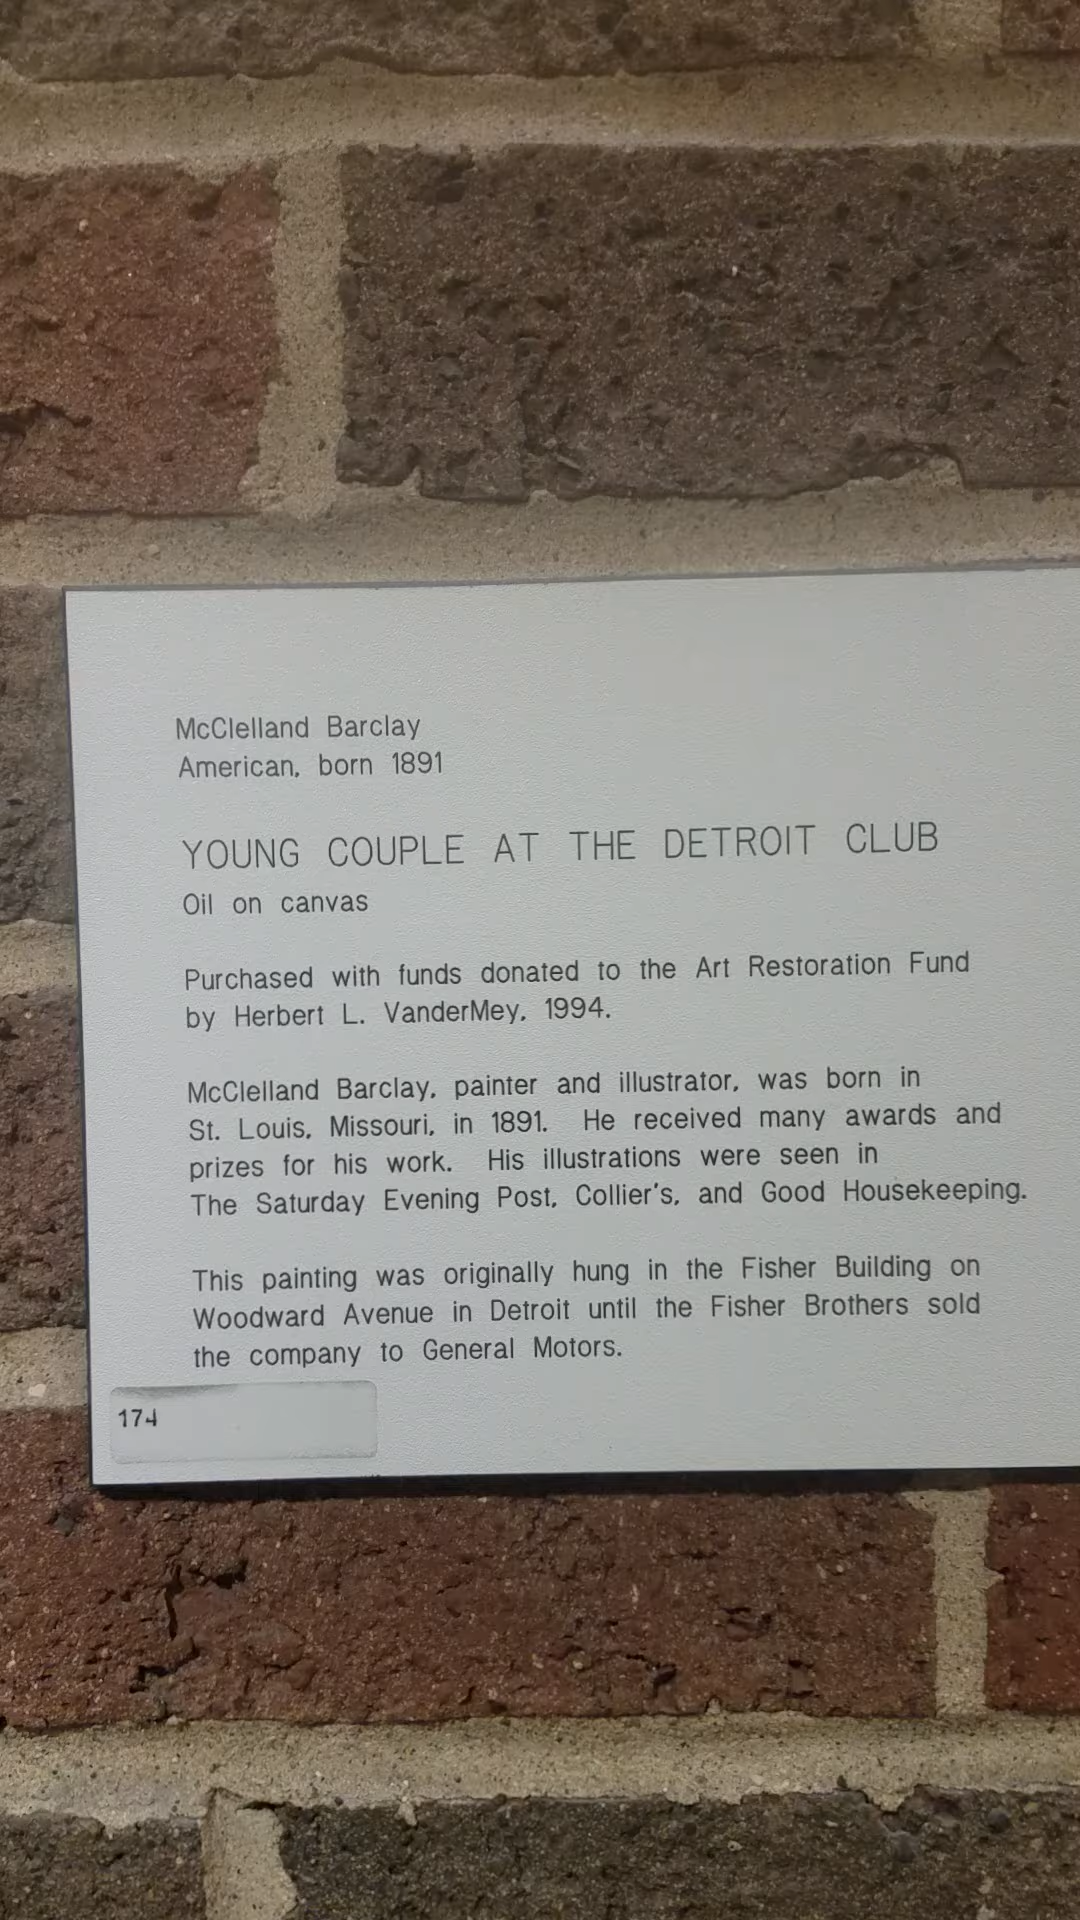 McClelland Barclay
American, born 1891
YOUNG COUPLE AT THE DETROIT CLUB
Oil on canvas
Purchased with funds donated to the Art Restoration Fund
by Herbert L. VanderMey, 1994.
McClelland Barclay, painter and illustrator, was born in
St. Louis, Missouri, in 1891. He received many awards and
prizes for his work. His illustrations were seen in
The Saturday Evening Post, Collier's, and Good Housekeeping.
This painting was originally hung in the Fisher Building on
Woodward Avenue in Detroit until the Fisher Brothers sold
the company to General Motors.
174